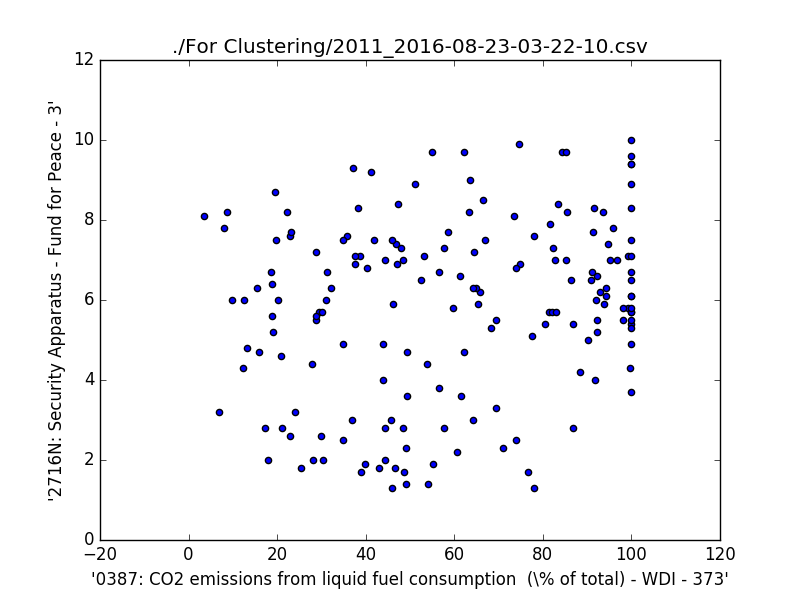 ./For Clustering/2011_2016-08-23-03-22-10.csv
'2716N: Security Apparatus - Fund for Peace - 3'
12
10
8
6
4
2
0
−20 0 20 40 60 80 100 120
'0387: CO2 emissions from liquid fuel consumption  (\% of total) - WDI - 373'